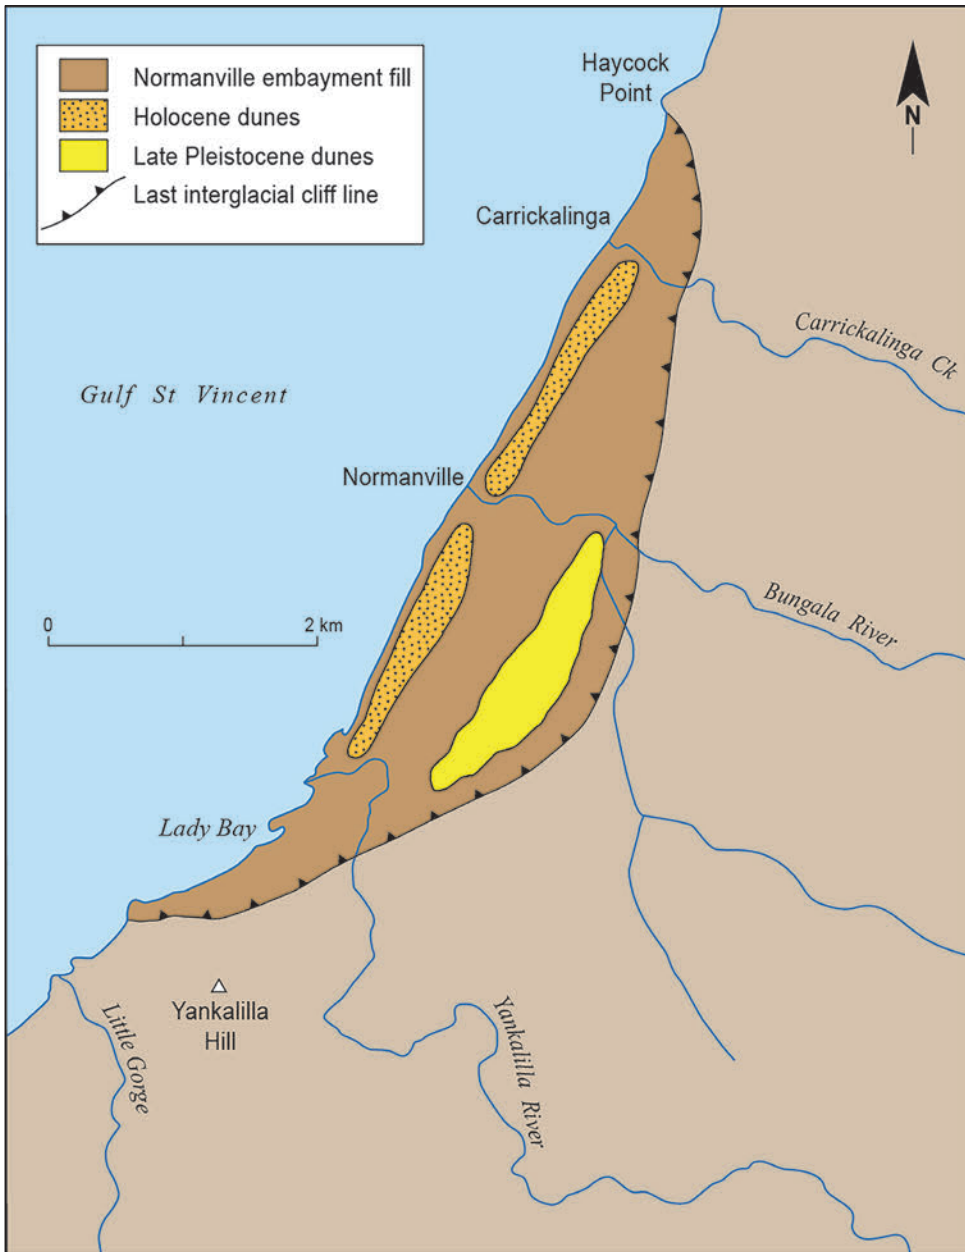 Normanville embayment fill
Holocene dunes
Late Pleistocene dunes
Last interglacial cliff line
Haycock
Point
N
Carrickalinga
Carrickalinga Ck
Gulf St Vincent
Normanville
Bungala River
0 2 km
Lady Bay
Yankalilla
Hill
Little Gorge
Yankalilla River